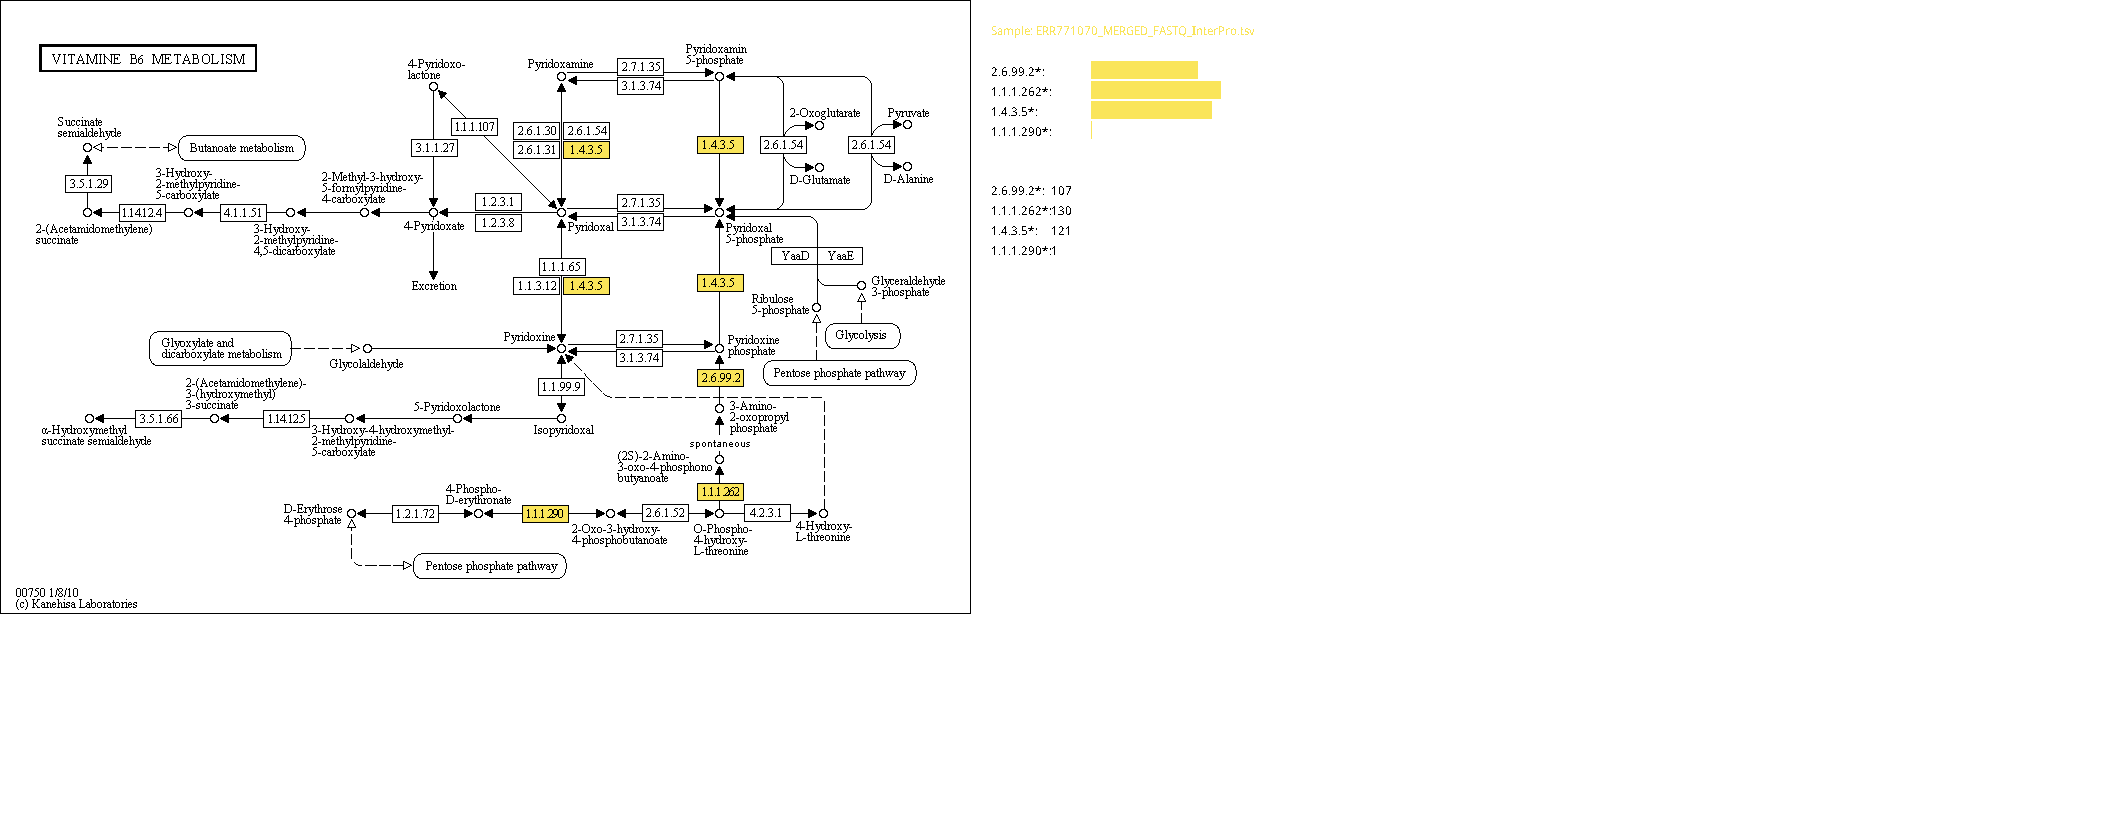 VITAMINE B6 METABOLISM
4-Pyridoxo-
lactone
Pyridoxamine
Pyridoxamin
5-phosphate
2.7.1.35
3.1.3.74
1.1.1.107
3.1.1.27
2.6.1.30
2.6.1.54
2.6.1.31
1.4.3.5
1.4.3.5
2-Oxoglutarate
2.6.1.54
D-Glutamate
Pyruvate
2.6.1.54
D-Alanine
Succinate
semialdehyde
Butanoate metabolism
3.5.1.29
3-Hydroxy-
2-methylpyridine-
5-carboxylate
2-Methyl-3-hydroxy-
5-formylpyridine-
4-carboxylate
1.14.12.4
4.1.1.51
2-(Acetamidomethylene)
succinate
3-Hydroxy-
2-methylpyridine-
4,5-dicarboxylate
4-Pyridoxate
1.2.3.1
1.2.3.8
Pyridoxal
2.7.1.35
3.1.3.74
Pyridoxal
5-phosphate
YaaD
YaaE
Excretion
1.1.1.65
1.1.3.12
1.4.3.5
1.4.3.5
Glyceraldehyde
3-phosphate
Ribulose
5-phosphate
Glycolysis
Pentose phosphate pathway
Glyoxylate and
dicarboxylate metabolism
Glycolaldehyde
Pyridoxine
2.7.1.35
3.1.3.74
Pyridoxine
phosphate
2.6.99.2
1.1.99.9
2-(Acetamidomethylene)-
3-(hydroxymethyl)
3-succinate
3.5.1.66
1.14.12.5
5-Pyridoxolactone
Isopyridoxal
α-Hydroxymethyl
succinate semialdehyde
3-Hydroxy-4-hydroxymethyl-
2-methylpyridine-
5-carboxylate
3-Amino-
2-oxopropyl
phosphate
spontaneous
(2S)-2-Amino-
3-oxo-4-phosphono
butyanoate
1.1.1.262
D-Erythrose
4-phosphate
1.2.1.72
4-Phospho-
D-erythronate
1.1.1.290
2-Oxo-3-hydroxy-
4-phosphobutanoate
2.6.1.52
O-Phospho-
4-hydroxy-
L-threonine
4.2.3.1
4-Hydroxy-
L-threonine
Pentose phosphate pathway
00750 1/8/10
(c) Kanehisa Laboratories
Sample: ERR771070_MERGED_FASTQ_InterPro.tsv
2.6.99.2*:
1.1.1.262*:
1.4.3.5*:
1.1.1.290*:
2.6.99.2*: 107
1.1.1.262*:130
1.4.3.5*: 121
1.1.1.290*:1